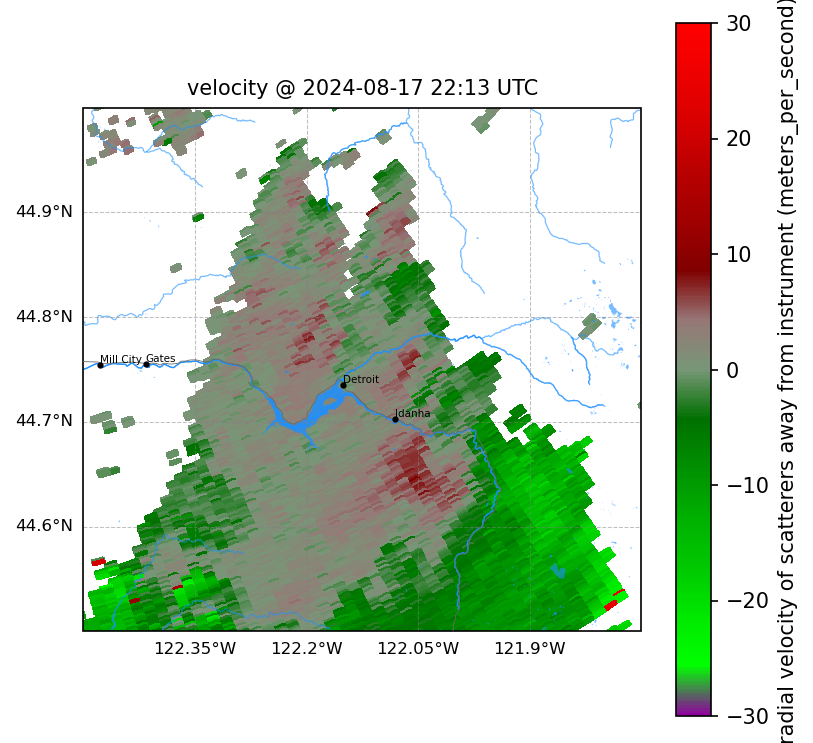 velocity @ 2024-08-17 22:13 UTC
44.9°N
44.8°N
44.7°N
44.6°N
Mill City
Gates
Detroit
Idanha
122.35°W
122.2°W
122.05°W
121.9°W
30
20
10
0
−10
−20
−30
radial velocity of scatterers away from instrument (meters_per_second)